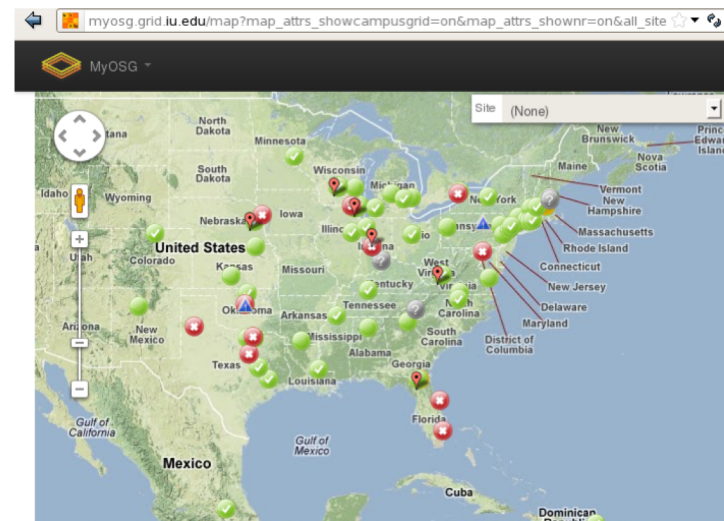 myosg.grid.iu.edu/map?map_attrs_showcampusgrid=on&map_attrs_shownr=on&all_site
MyOSG
Site (None)
North Dakota
Minnesota
New Brunswick
Nova Scotia
Maine
South Dakota
Wisconsin
Michigan
Vermont
New Hampshire
Idaho
Wyoming
Nebraska
Iowa
Massachusetts
Rhode Island
United States
Connecticut
Utah
Colorado
Kansas
Missouri
West Virginia
Virginia
New Jersey
Delaware
Maryland
Oklahoma
Arkansas
Tennessee
North Carolina
District of Columbia
Arizona
New Mexico
Mississippi
South Carolina
Alabama
Georgia
Texas
Louisiana
Gulf of California
Florida
Gulf of Mexico
Mexico
Cuba
Dominican